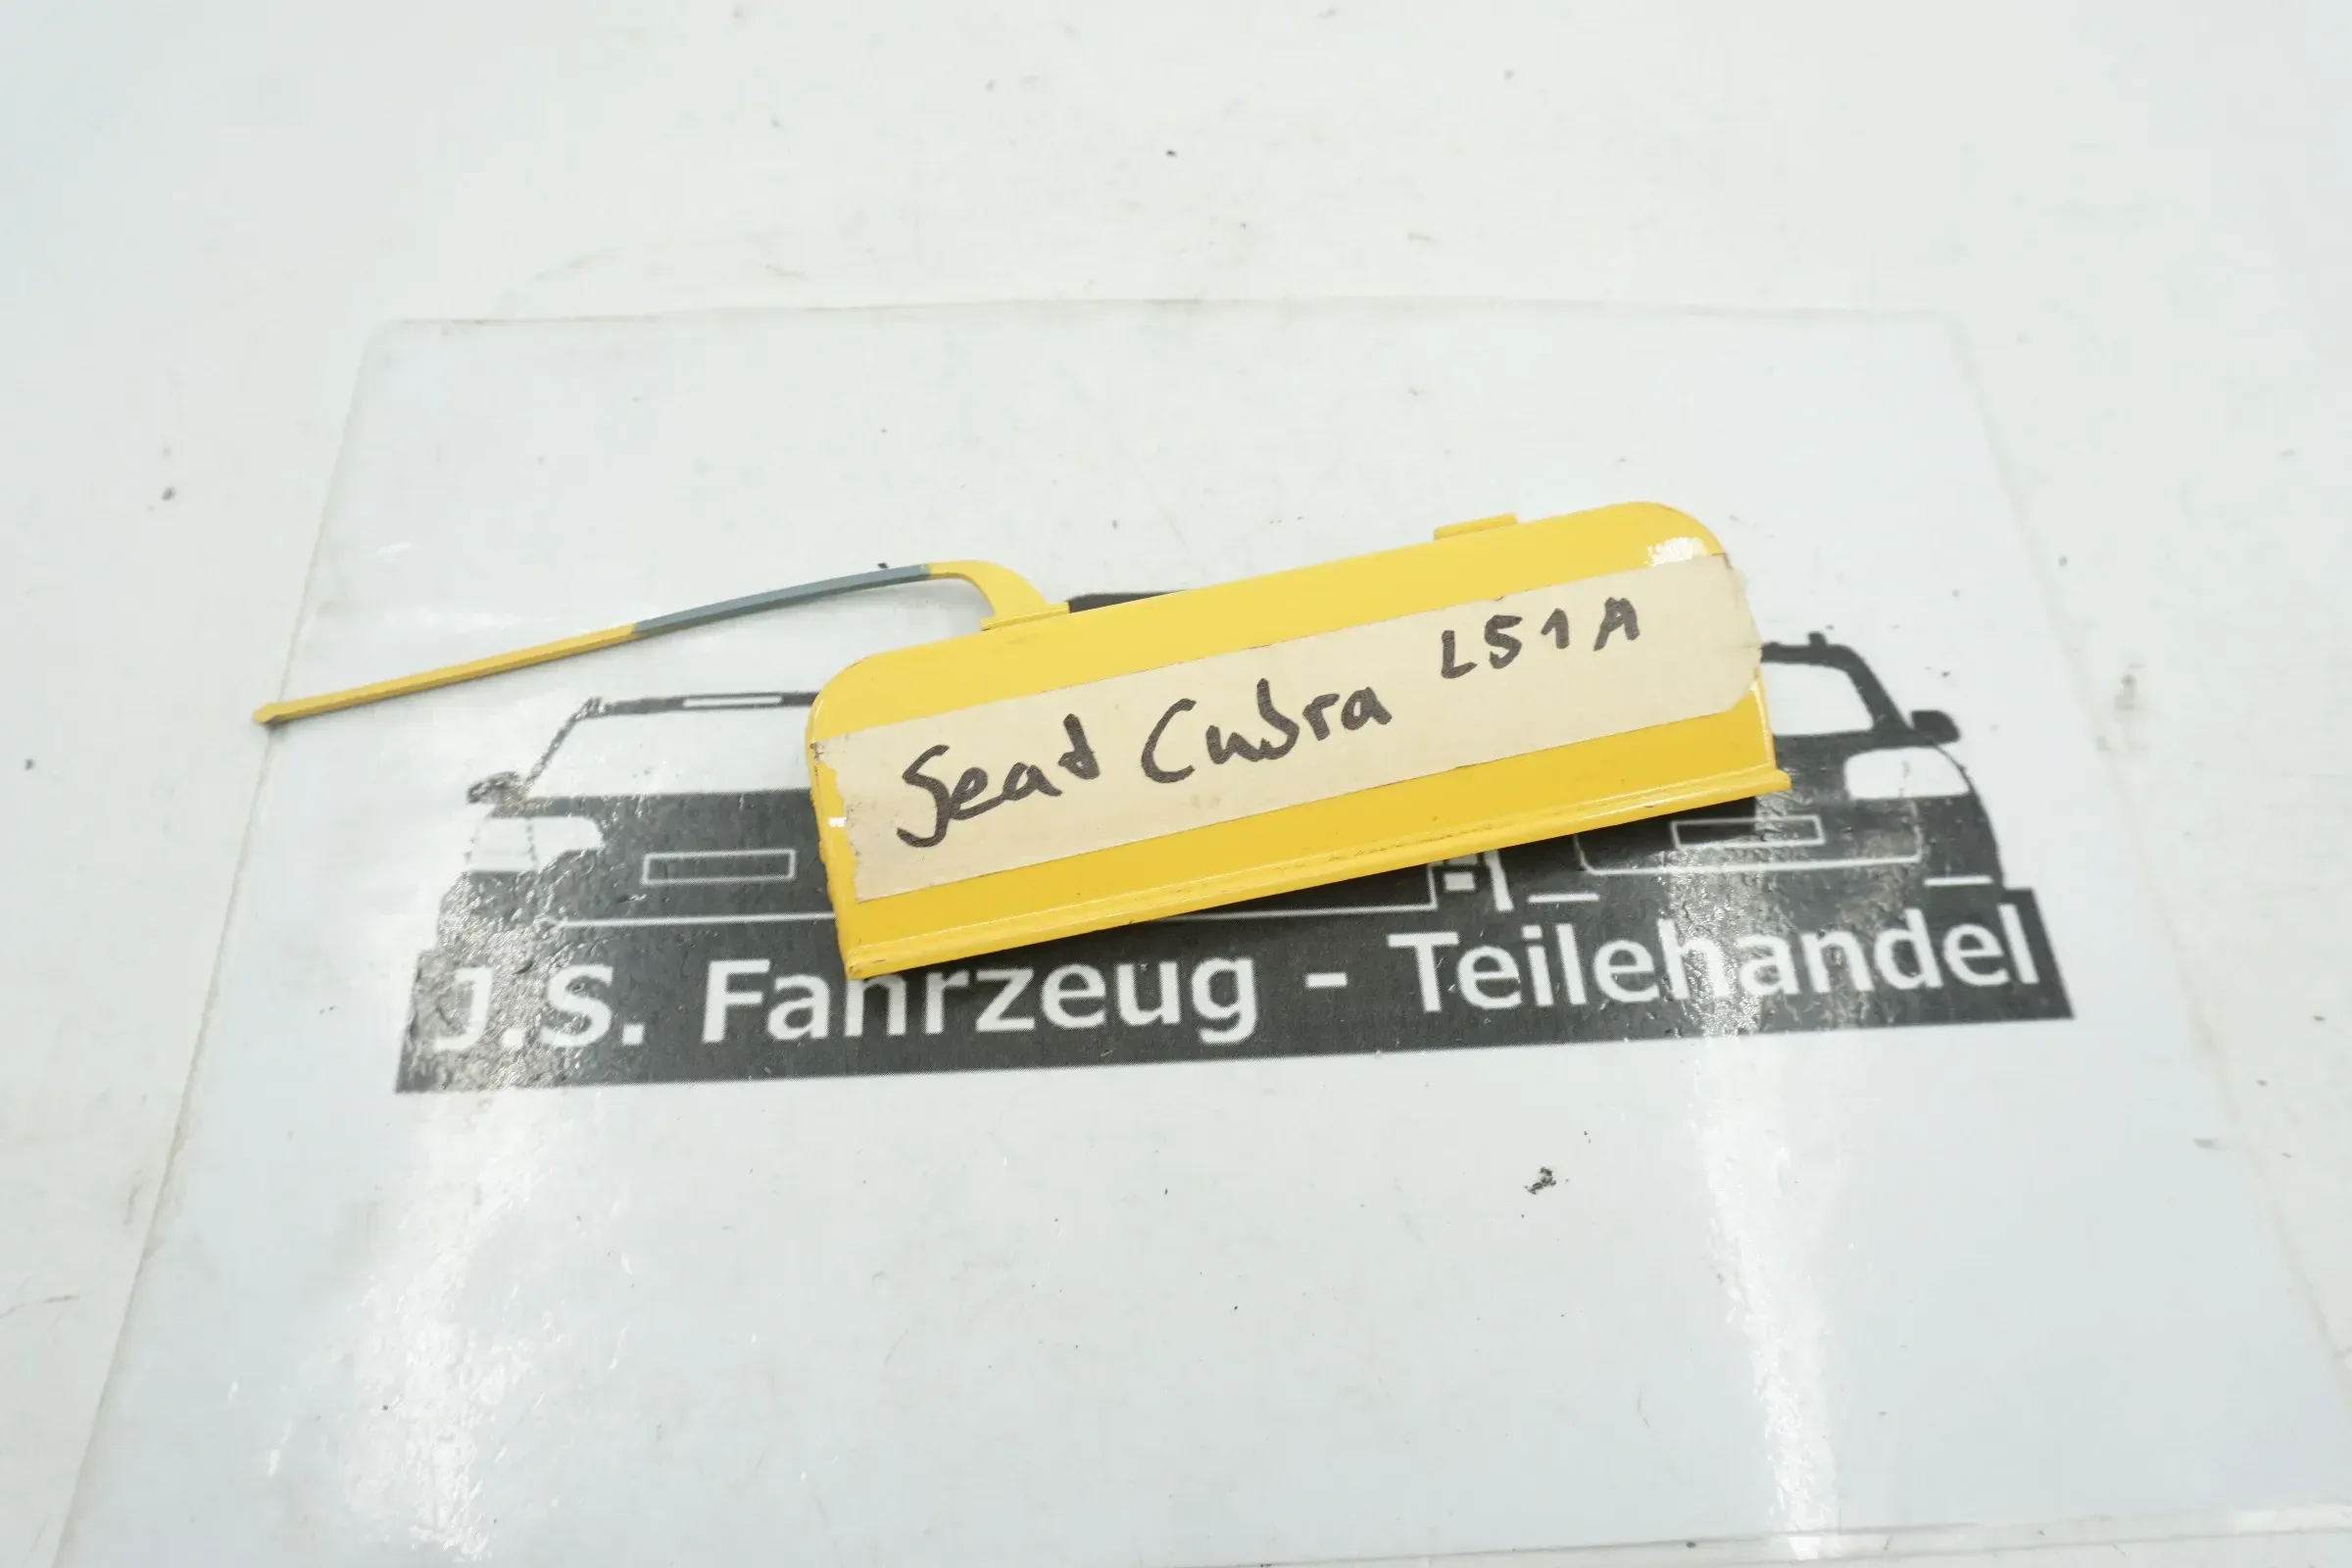 Seat Cubra L51A
J.S. Fahrzeug - Teilehandel